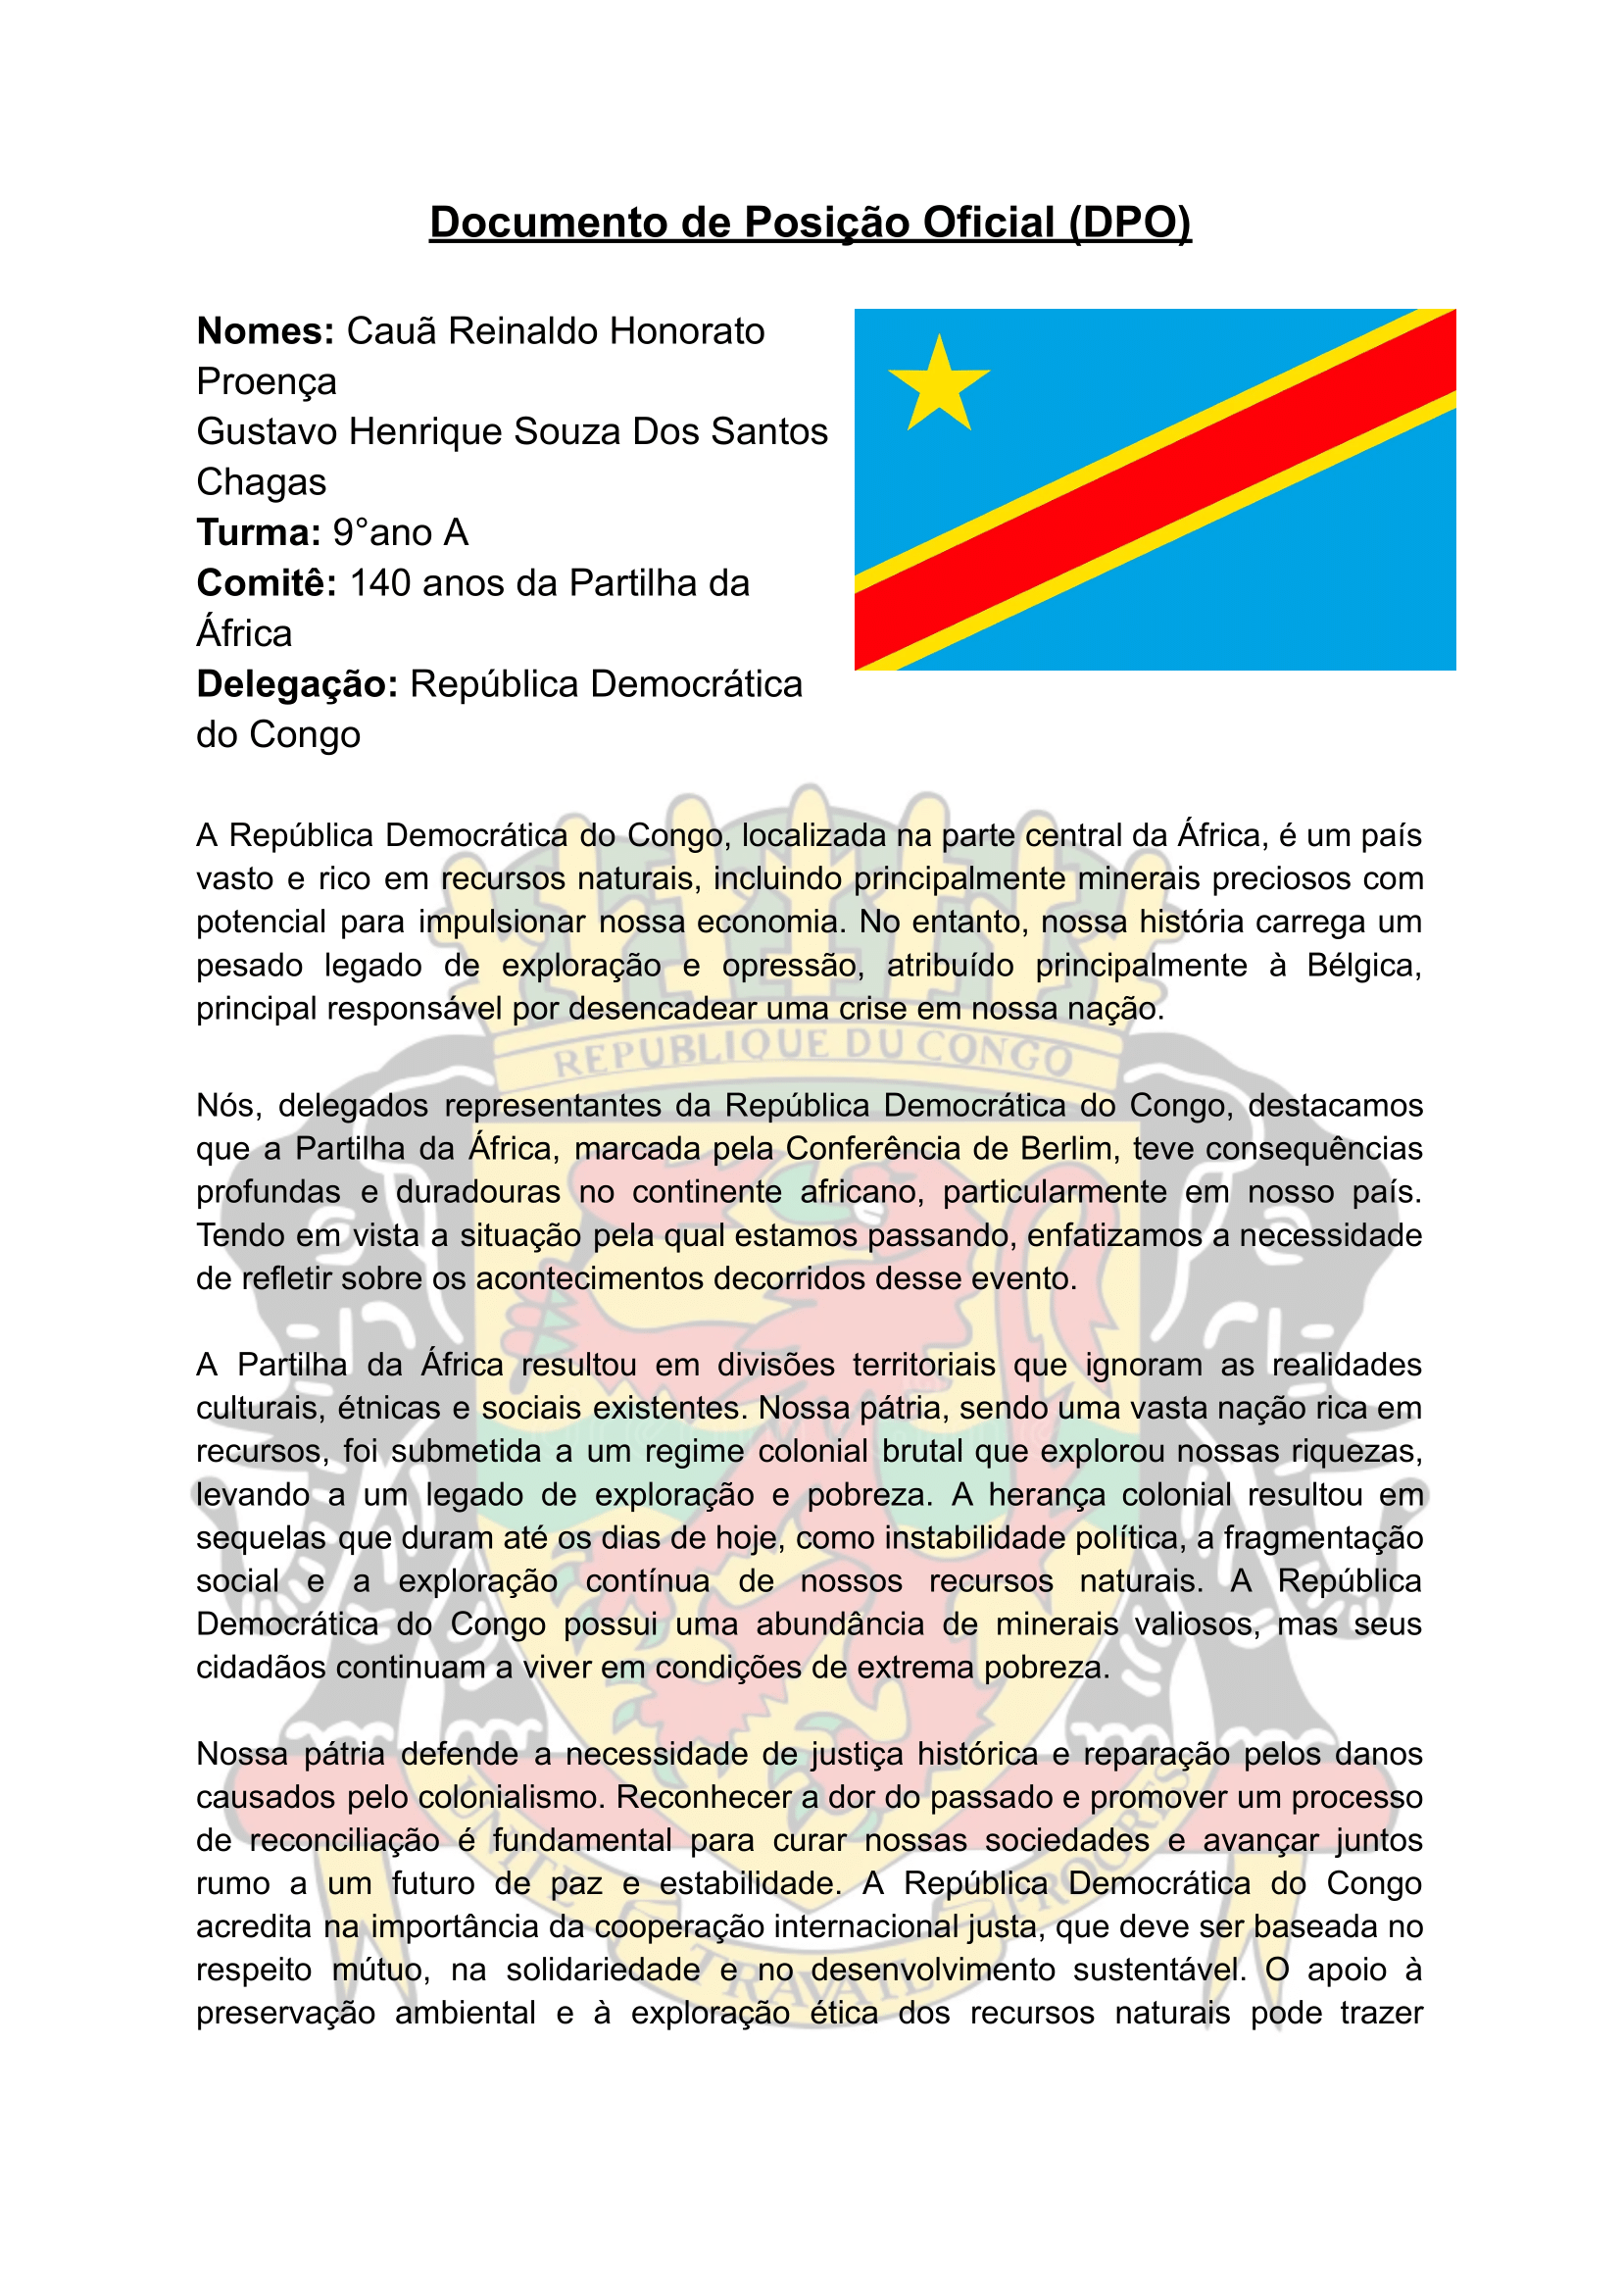 Documento de Posição Oficial (DPO)
Nomes: Cauã Reinaldo Honorato
Proença
Gustavo Henrique Souza Dos Santos
Chagas
Turma: 9°ano A
Comitê: 140 anos da Partilha da
África
Delegação: República Democrática
do Congo
A República Democrática do Congo, localizada na parte central da África, é um país
vasto e rico em recursos naturais, incluindo principalmente minerais preciosos com
potencial para impulsionar nossa economia. No entanto, nossa história carrega um
pesado legado de exploração e opressão, atribuído principalmente à Bélgica,
principal responsável por desencadear uma crise em nossa nação.
REPUBLIQUE DU CONGO
Nós, delegados representantes da República Democrática do Congo, destacamos
que a Partilha da África, marcada pela Conferência de Berlim, teve consequências
profundas e duradouras no continente africano, particularmente em nosso país.
Tendo em vista a situação pela qual estamos passando, enfatizamos a necessidade
de refletir sobre os acontecimentos decorridos desse evento.
A Partilha da África resultou em divisões territoriais que ignoram as realidades
culturais, étnicas e sociais existentes. Nossa pátria, sendo uma vasta nação rica em
recursos, foi submetida a um regime colonial brutal que explorou nossas riquezas,
levando a um legado de exploração e pobreza. A herança colonial resultou em
sequelas que duram até os dias de hoje, como instabilidade política, a fragmentação
social e a exploração contínua de nossos recursos naturais. A República
Democrática do Congo possui uma abundância de minerais valiosos, mas seus
cidadãos continuam a viver em condições de extrema pobreza.
Nossa pátria defende a necessidade de justiça histórica e reparação pelos danos
causados pelo colonialismo. Reconhecer a dor do passado e promover um processo
de reconciliação é fundamental para curar nossas sociedades e avançar juntos
rumo a um futuro de paz e estabilidade. A República Democrática do Congo
acredita na importância da cooperação internacional justa, que deve ser baseada no
respeito mútuo, na solidariedade e no desenvolvimento sustentável. O apoio à
preservação ambiental e à exploração ética dos recursos naturais pode trazer
UNITE
TRAVAIL
PROGRES